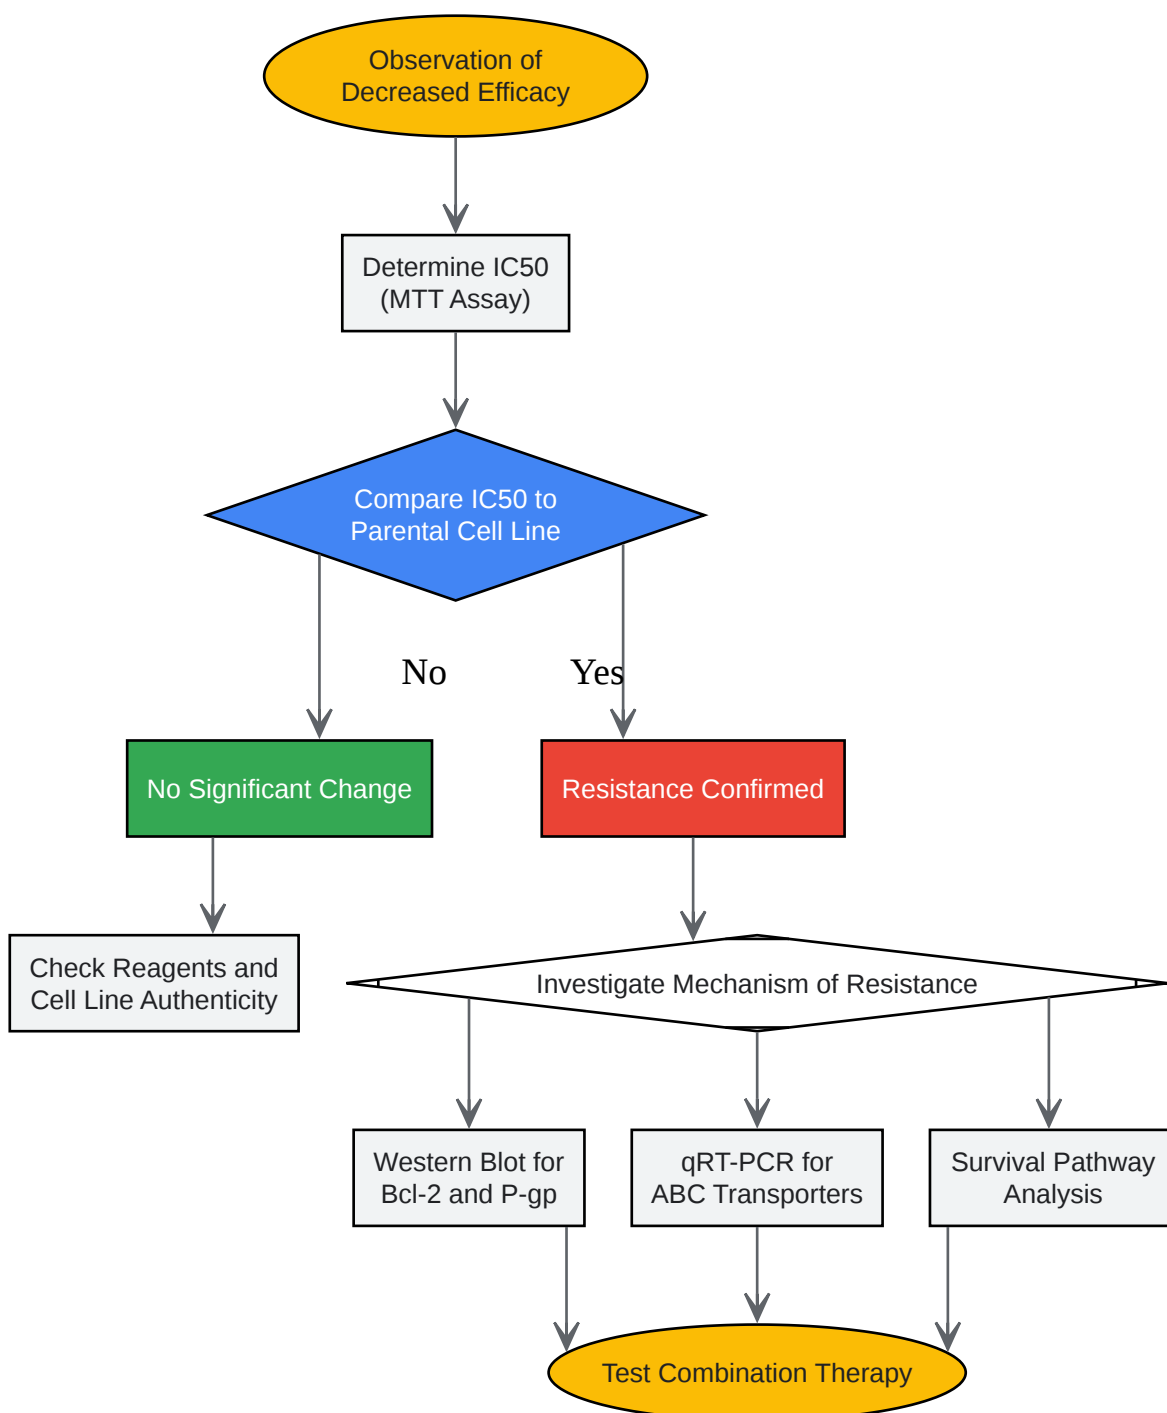 Observation of
Decreased Efficacy
Determine IC50
(MTT Assay)
Compare IC50 to
Parental Cell Line
No
Yes
No Significant Change
Resistance Confirmed
Check Reagents and
Cell Line Authenticity
Investigate Mechanism of Resistance
Western Blot for
Bcl-2 and P-gp
qRT-PCR for
ABC Transporters
Survival Pathway
Analysis
Test Combination Therapy